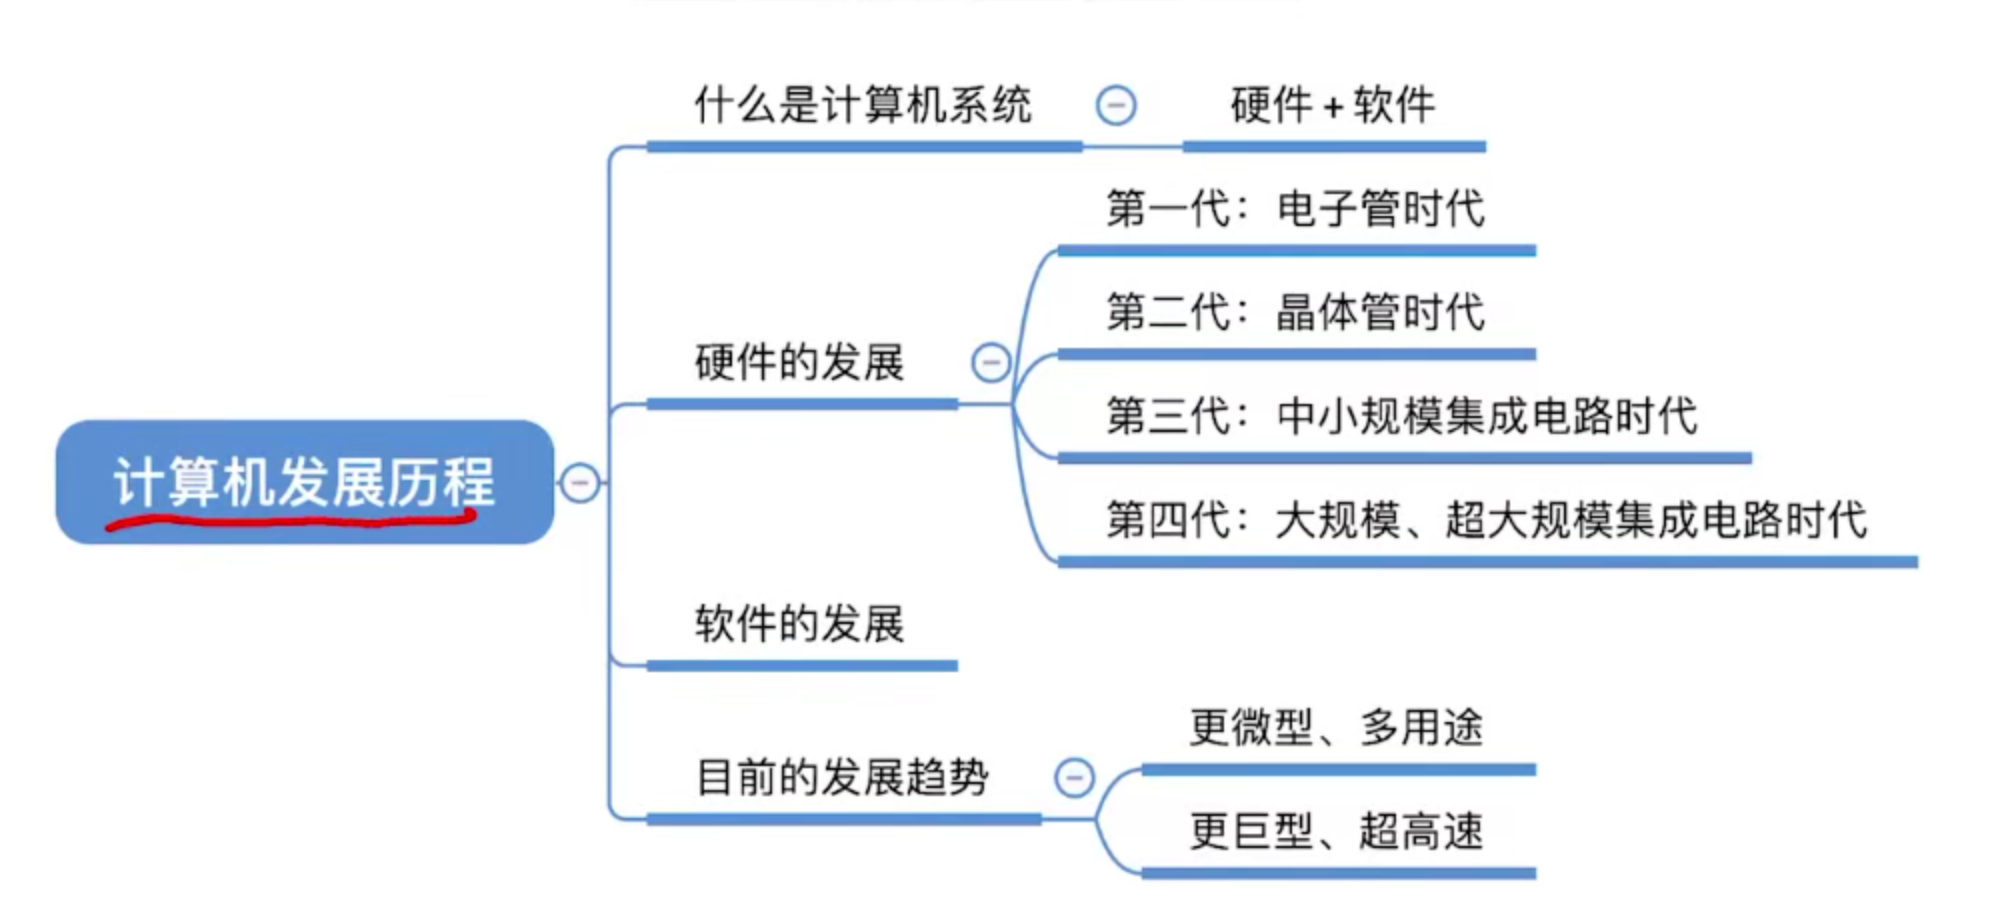 什么是计算机系统
硬件+软件
第一代：电子管时代
第二代：晶体管时代
硬件的发展
第三代：中小规模集成电路时代
计算机发展历程
第四代：大规模、超大规模集成电路时代
软件的发展
更微型、多用途
目前的发展趋势
更巨型、超高速